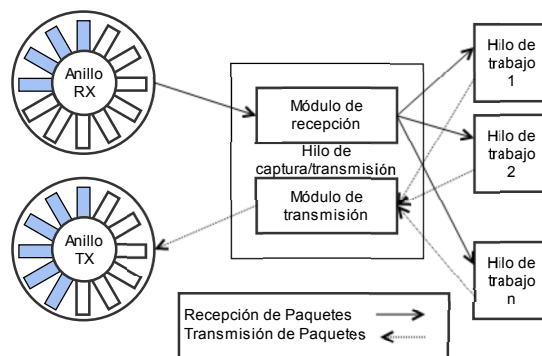 Anillo
RX
Módulo de
recepción
Hilo de
captura/transmisión
Módulo de
transmisión
Anillo
TX
Hilo de
trabajo
1
Hilo de
trabajo
2
Hilo de
trabajo
n
Recepción de Paquetes
Transmisión de Paquetes